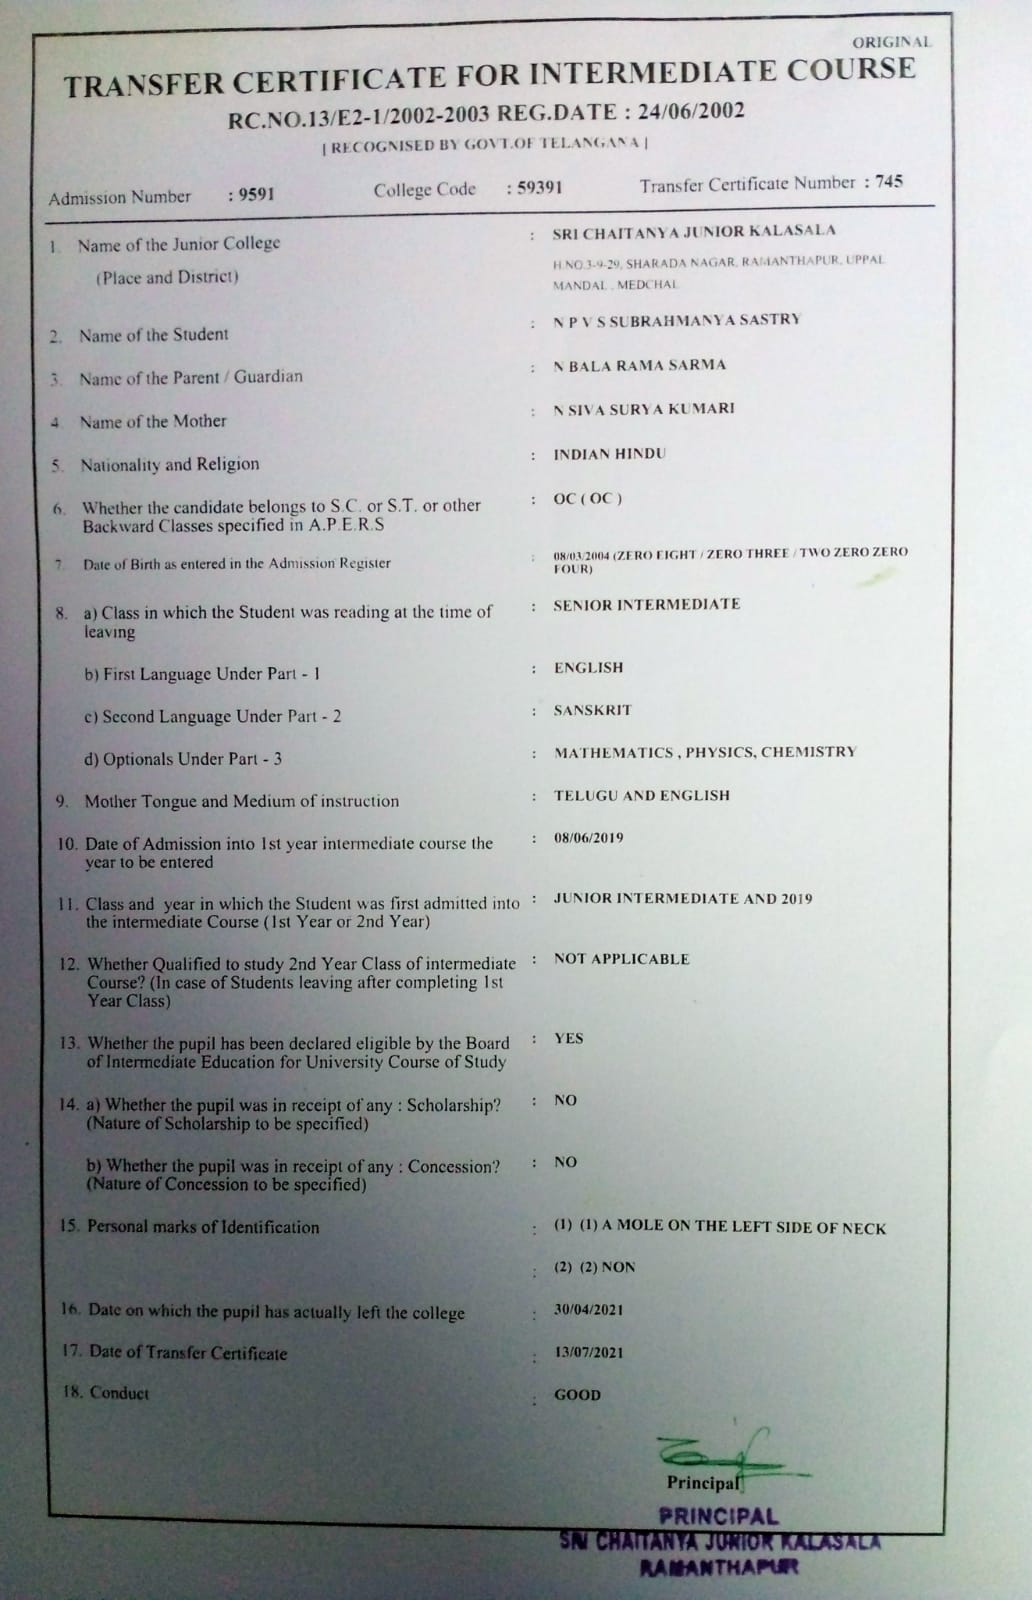 ORIGINAL
TRANSFER CERTIFICATE FOR INTERMEDIATE COURSE
RC.NO.13/E2-1/2002-2003 REG.DATE : 24/06/2002
[ RECOGNISED BY GOVT.OF TELANGANA ]
Admission Number : 9591 College Code : 59391 Transfer Certificate Number : 745
1. Name of the Junior College : SRI CHAITANYA JUNIOR KALASALA
(Place and District) H.NO.3-9-29, SHARADA NAGAR, RAMANTHAPUR, UPPAL
MANDAL , MEDCHAL
2. Name of the Student : N P V S SUBRAHMANYA SASTRY
3. Name of the Parent / Guardian : N BALA RAMA SARMA
4. Name of the Mother : N SIVA SURYA KUMARI
5. Nationality and Religion : INDIAN HINDU
6. Whether the candidate belongs to S.C. or S.T. or other : OC ( OC )
Backward Classes specified in A.P.E.R.S
7. Date of Birth as entered in the Admission Register : 08/03/2004 (ZERO EIGHT / ZERO THREE / TWO ZERO ZERO
FOUR)
8. a) Class in which the Student was reading at the time of : SENIOR INTERMEDIATE
leaving
b) First Language Under Part - 1 : ENGLISH
c) Second Language Under Part - 2 : SANSKRIT
d) Optionals Under Part - 3 : MATHEMATICS , PHYSICS, CHEMISTRY
9. Mother Tongue and Medium of instruction : TELUGU AND ENGLISH
10. Date of Admission into 1st year intermediate course the : 08/06/2019
year to be entered
11. Class and year in which the Student was first admitted into : JUNIOR INTERMEDIATE AND 2019
the intermediate Course (1st Year or 2nd Year)
12. Whether Qualified to study 2nd Year Class of intermediate : NOT APPLICABLE
Course? (In case of Students leaving after completing 1st
Year Class)
13. Whether the pupil has been declared eligible by the Board : YES
of Intermediate Education for University Course of Study
14. a) Whether the pupil was in receipt of any : Scholarship? : NO
(Nature of Scholarship to be specified)
b) Whether the pupil was in receipt of any : Concession? : NO
(Nature of Concession to be specified)
15. Personal marks of Identification : (1) (1) A MOLE ON THE LEFT SIDE OF NECK
: (2) (2) NON
16. Date on which the pupil has actually left the college : 30/04/2021
17. Date of Transfer Certificate : 13/07/2021
18. Conduct : GOOD
Principal
PRINCIPAL
SRI CHAITANYA JUNIOR KALASALA
RAMANTHAPUR